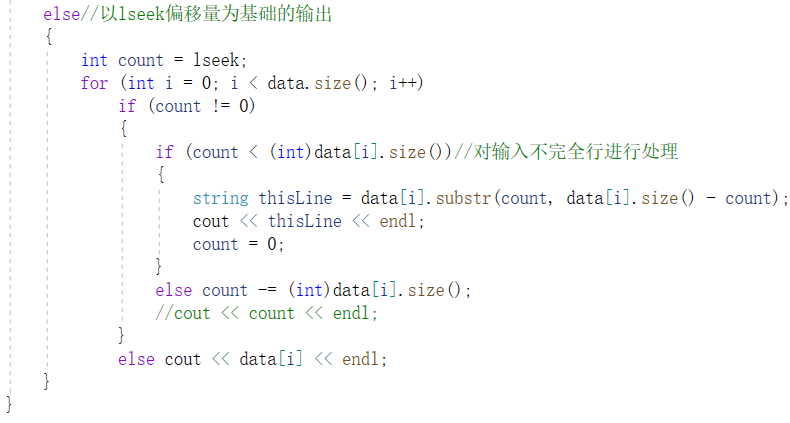 else//以lseek偏移量为基础的输出
{
int count = lseek;
for (int i = 0; i < data.size(); i++)
if (count != 0)
{
if (count < (int)data[i].size())//对输入不完全行进行处理
{
string thisLine = data[i].substr(count, data[i].size() - count);
cout << thisLine << endl;
count = 0;
}
else count -= (int)data[i].size();
//cout << count << endl;
}
else cout << data[i] << endl;
}
}